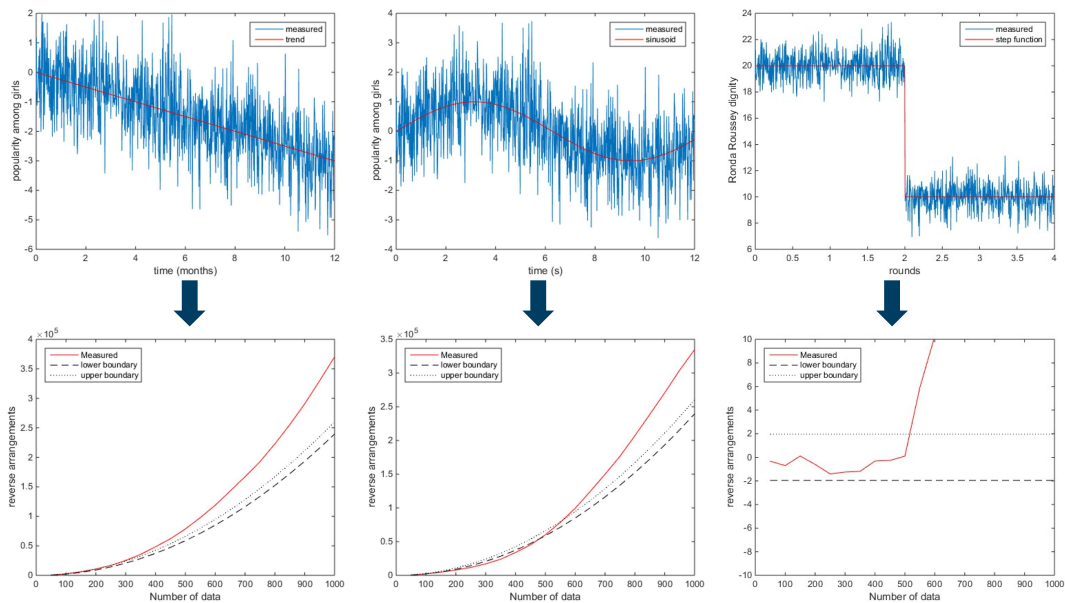 popularity among girls
2
1
0
-1
-2
-3
-4
-5
-6
measured
trend
0 2 4 6 8 10 12
time (months)
popularity among girls
4
3
2
1
0
-1
-2
-3
-4
measured
sinusoid
0 2 4 6 8 10 12
time (s)
Ronda Roussey dignity
24
22
20
18
16
14
12
10
8
6
measured
step function
0 0.5 1 1.5 2 2.5 3 3.5 4
rounds
reverse arrangements
×10⁵
4
3.5
3
2.5
2
1.5
1
0.5
0
Measured
lower boundary
upper boundary
0 100 200 300 400 500 600 700 800 900 1000
Number of data
reverse arrangements
×10⁵
3.5
3
2.5
2
1.5
1
0.5
0
Measured
lower boundary
upper boundary
0 100 200 300 400 500 600 700 800 900 1000
Number of data
reverse arrangements
10
8
6
4
2
0
-2
-4
-6
-8
-10
Measured
lower boundary
upper boundary
100 200 300 400 500 600 700 800 900 1000
Number of data